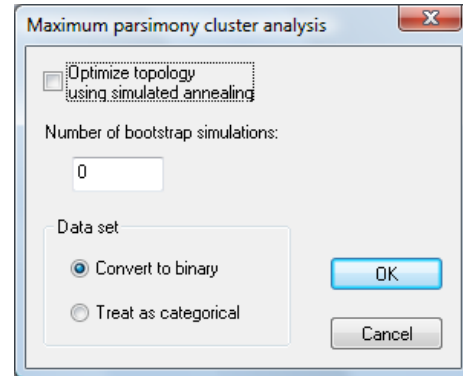 Maximum parsimony cluster analysis
Optimize topology
using simulated annealing
Number of bootstrap simulations:
0
Data set
Convert to binary
Treat as categorical
OK
Cancel